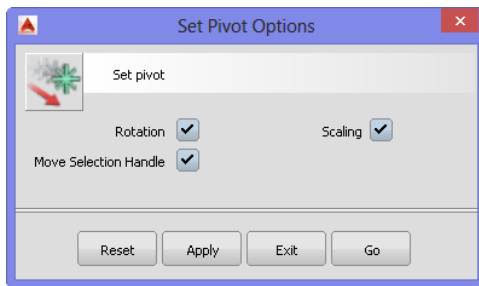 Set Pivot Options
Set pivot
Rotation Scaling
Move Selection Handle
Reset Apply Exit Go